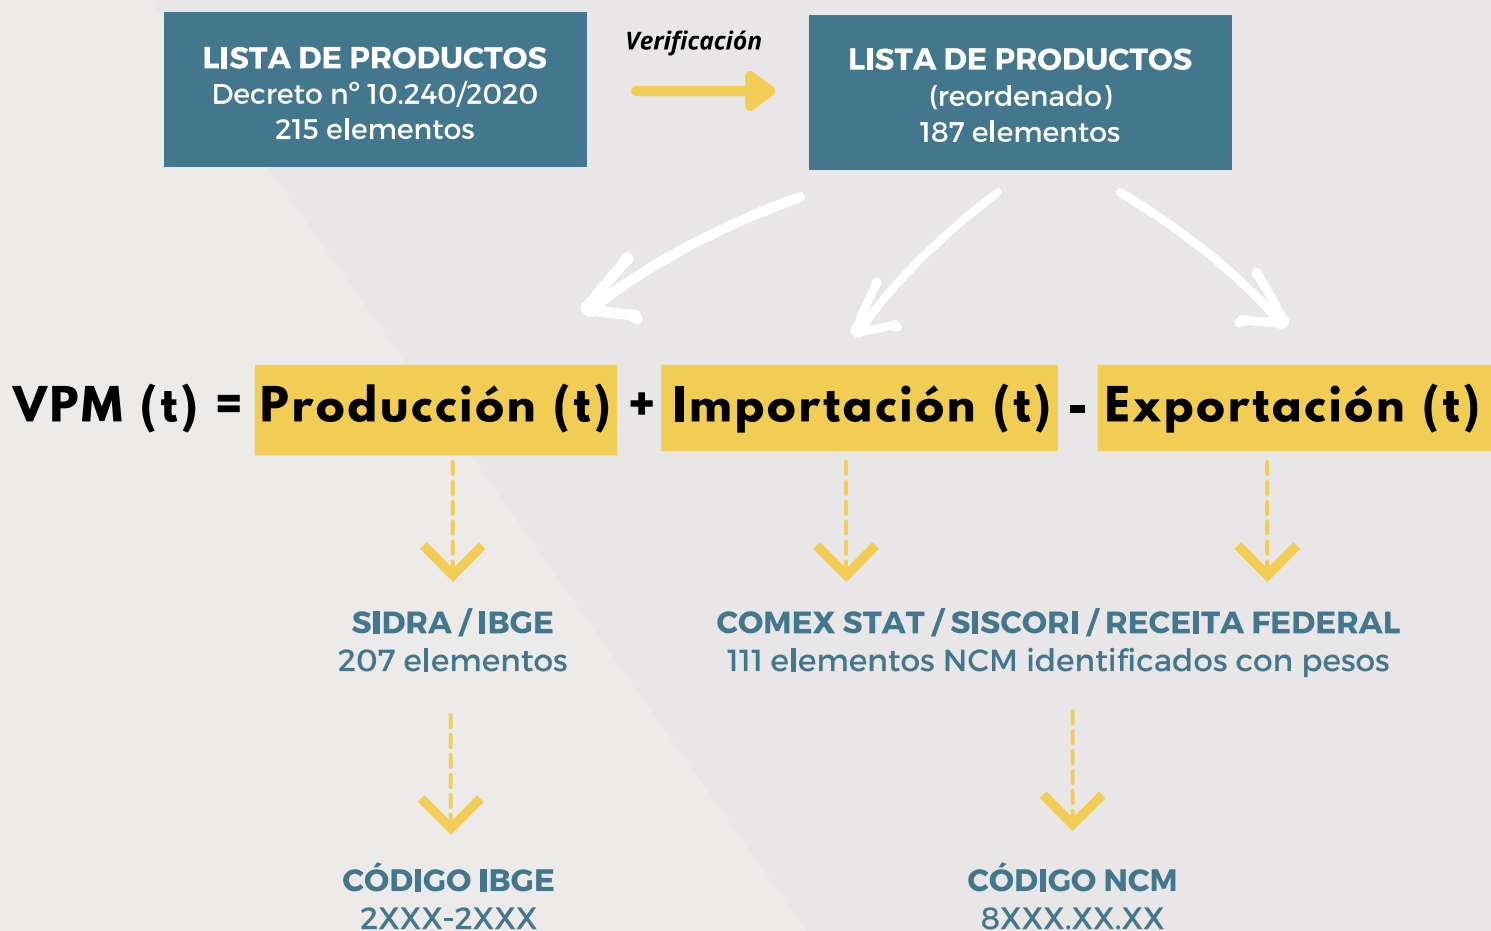 LISTA DE PRODUCTOS
Decreto nº 10.240/2020
215 elementos
Verificación
LISTA DE PRODUCTOS
(reordenado)
187 elementos
VPM (t) = Producción (t) + Importación (t) - Exportación (t)
SIDRA / IBGE
207 elementos
COMEX STAT / SISCORI / RECEITA FEDERAL
111 elementos NCM identificados con pesos
CÓDIGO IBGE
2XXX-2XXX
CÓDIGO NCM
8XXX.XX.XX